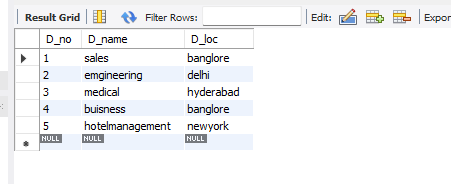 Result Grid Filter Rows: Edit: Expor
D_no D_name D_loc
1 sales banglore
2 emgineering delhi
3 medical hyderabad
4 buisness banglore
5 hotelmanagement newyork
NULL NULL NULL